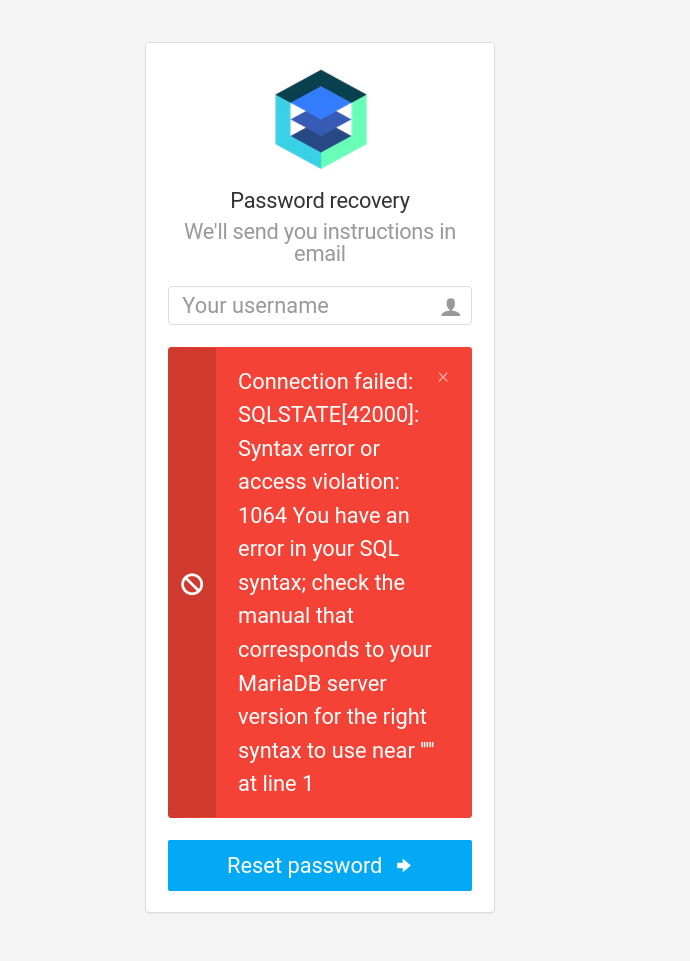 Password recovery
We'll send you instructions in
email
Your username
Connection failed:
SQLSTATE[42000]:
Syntax error or
access violation:
1064 You have an
error in your SQL
syntax; check the
manual that
corresponds to your
MariaDB server
version for the right
syntax to use near '''''
at line 1
Reset password